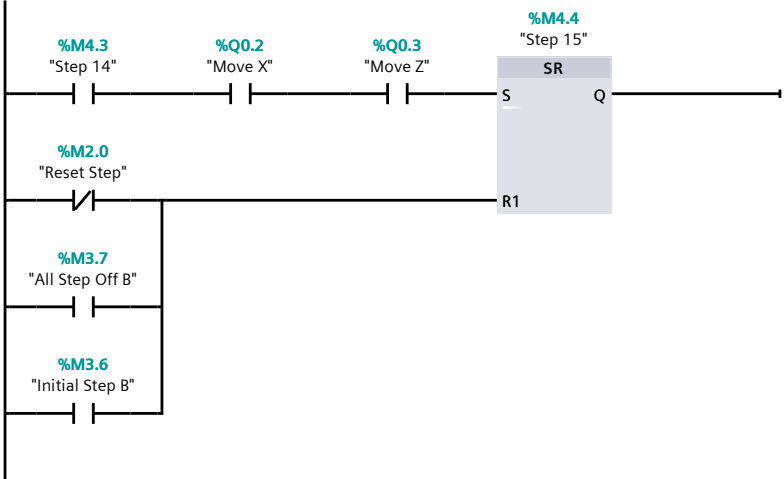 %M4.4
"Step 15"
%M4.3
"Step 14"
%Q0.2
"Move X"
%Q0.3
"Move Z"
SR
S
Q
%M2.0
"Reset Step"
R1
%M3.7
"All Step Off B"
%M3.6
"Initial Step B"